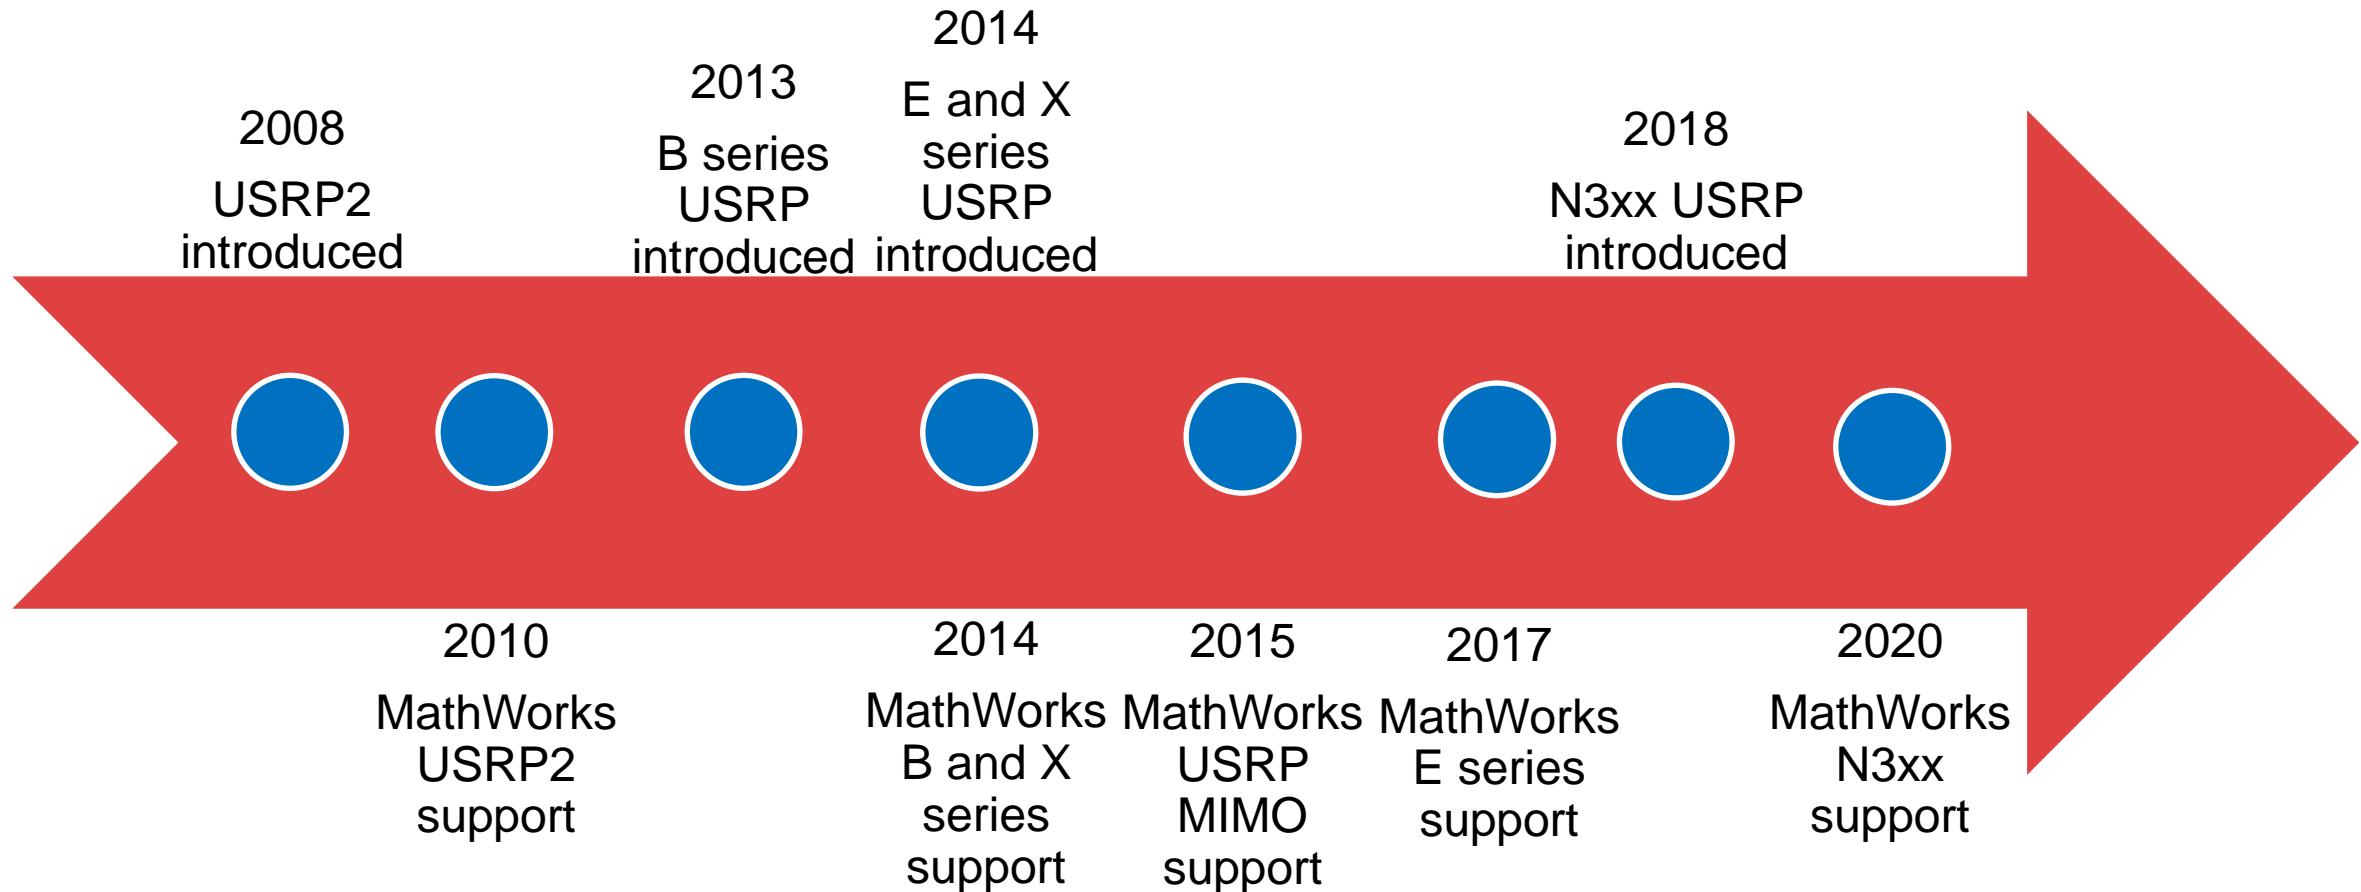 2008
USRP2
introduced
2013
B series
USRP
introduced
2014
E and X
series
USRP
introduced
2018
N3xx USRP
introduced
2010
MathWorks
USRP2
support
2014
MathWorks
B and X
series
support
2015
MathWorks
USRP
MIMO
support
2017
MathWorks
E series
support
2020
MathWorks
N3xx
support